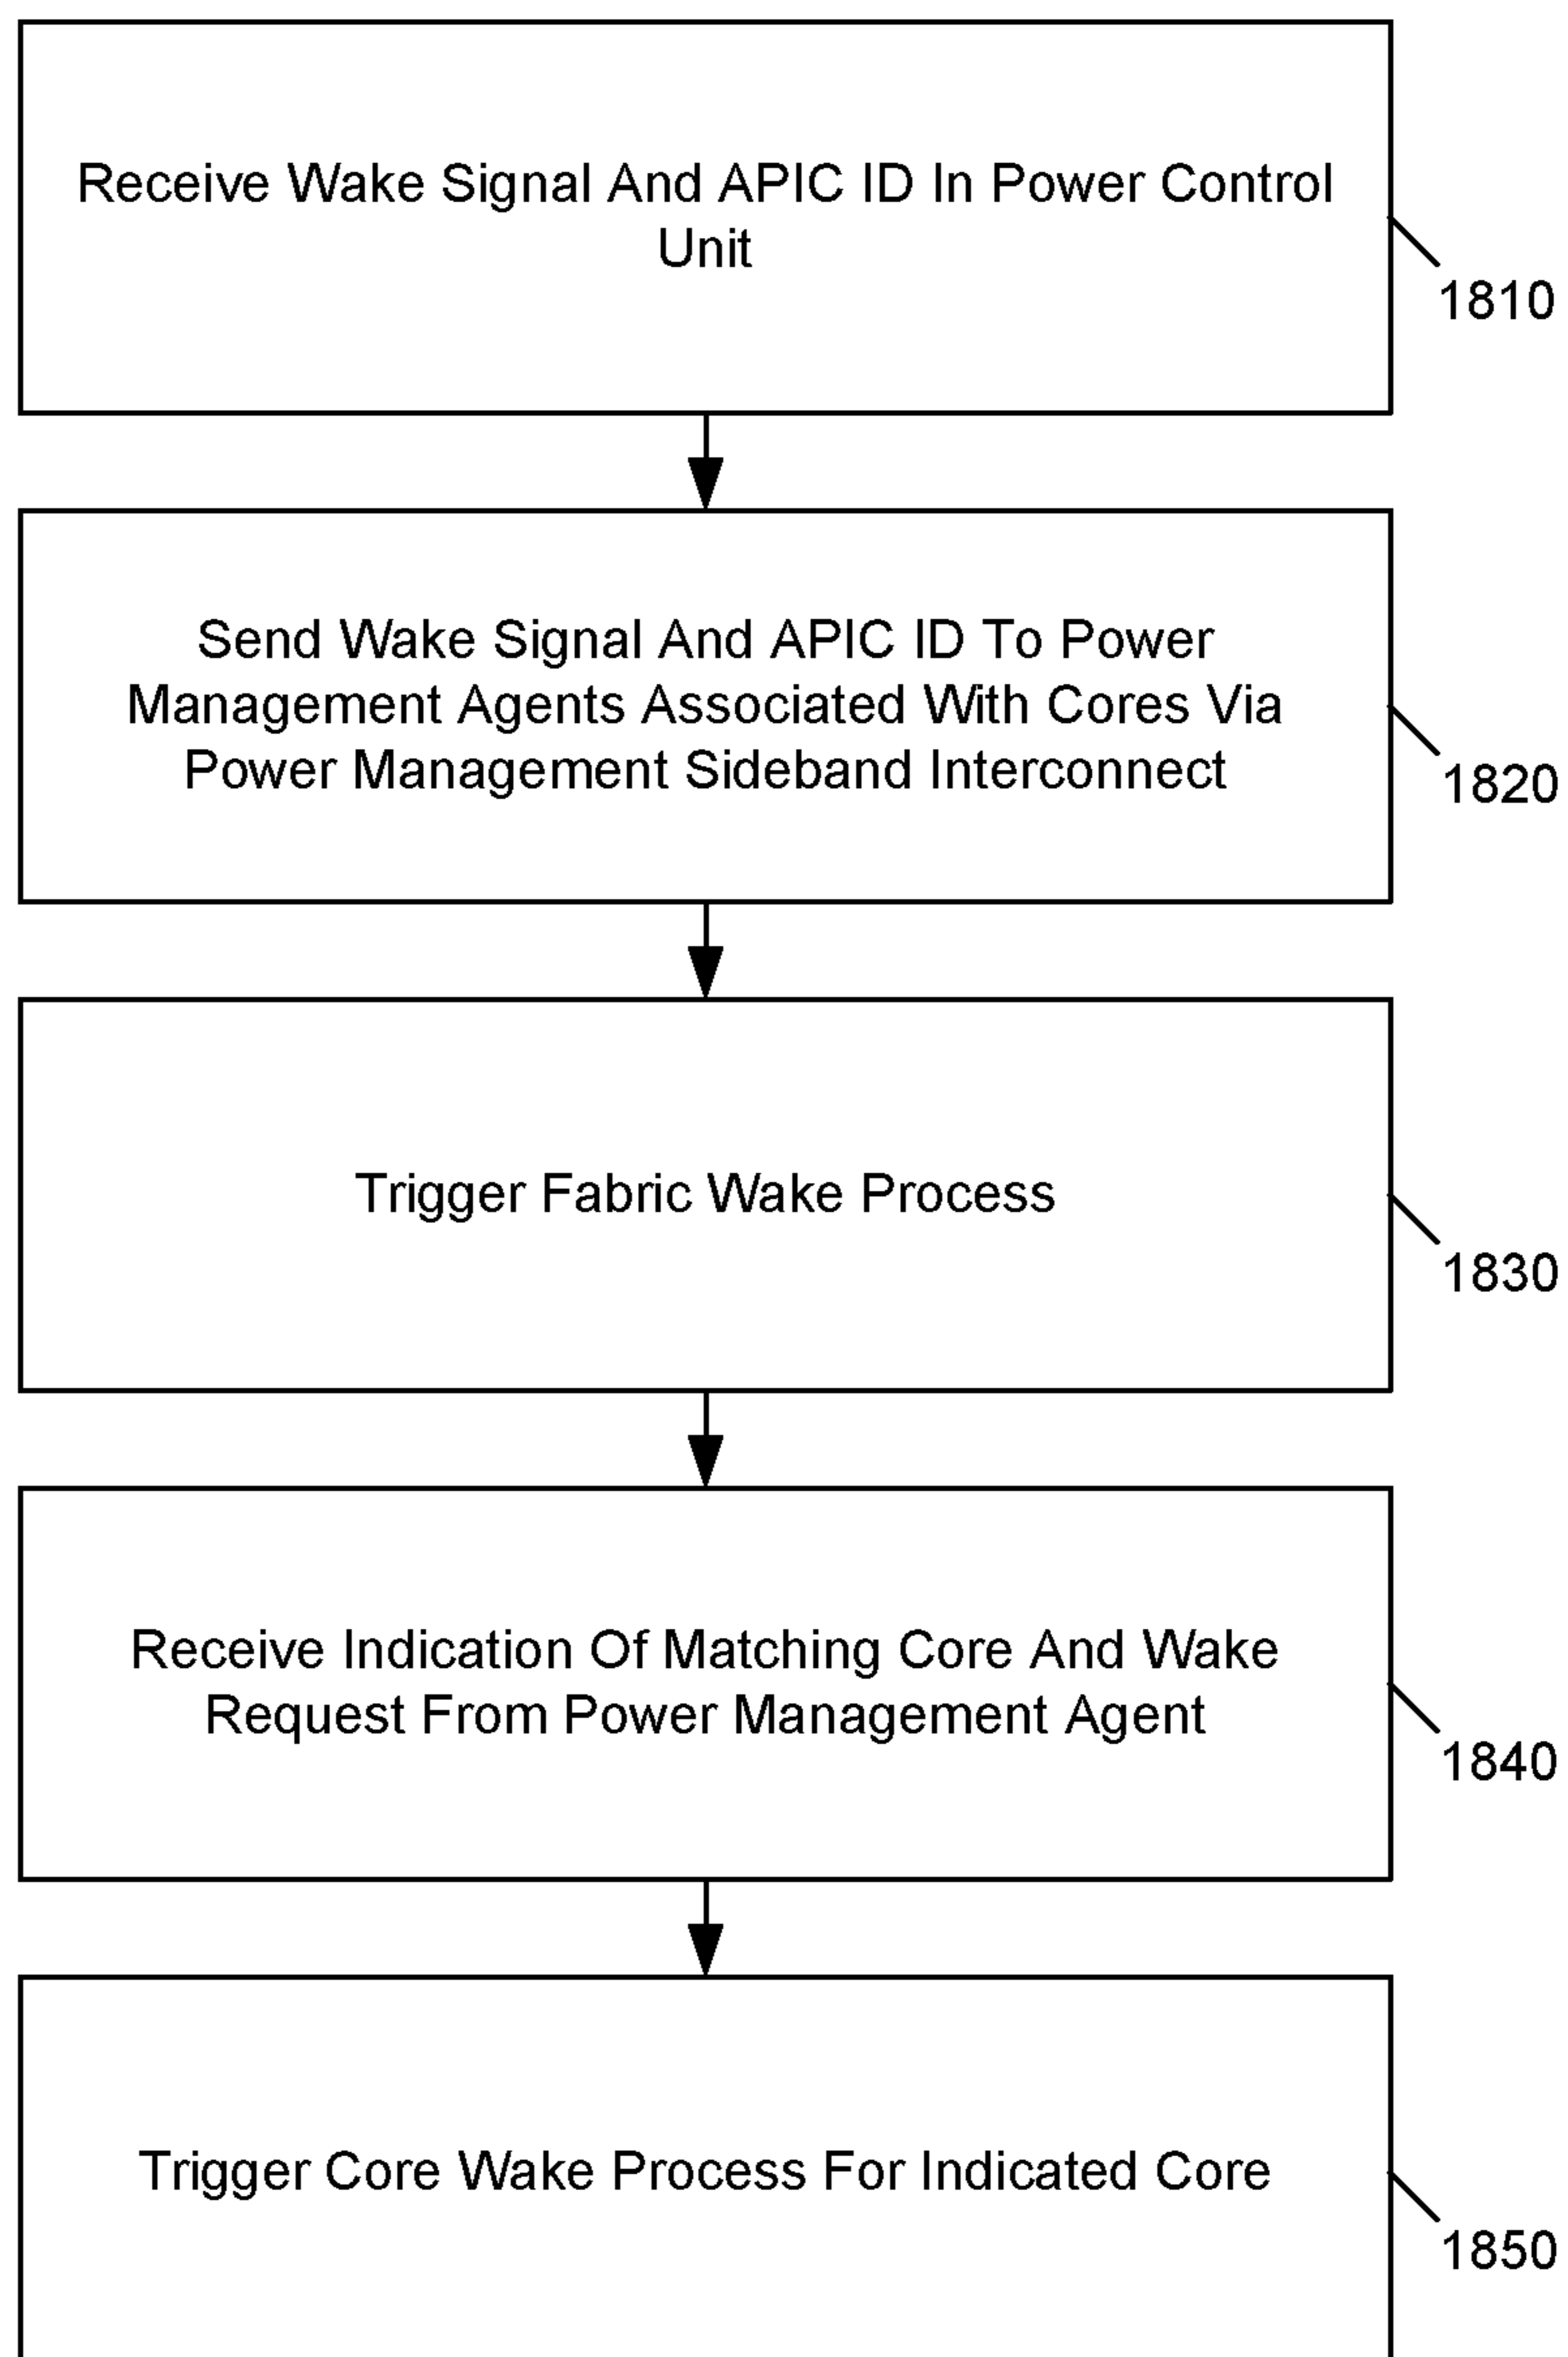 Receive Wake Signal And APIC ID In Power Control
Unit
1810
Send Wake Signal And APIC ID To Power
Management Agents Associated With Cores Via
Power Management Sideband Interconnect
1820
Trigger Fabric Wake Process
1830
Receive Indication Of Matching Core And Wake
Request From Power Management Agent
1840
Trigger Core Wake Process For Indicated Core
1850